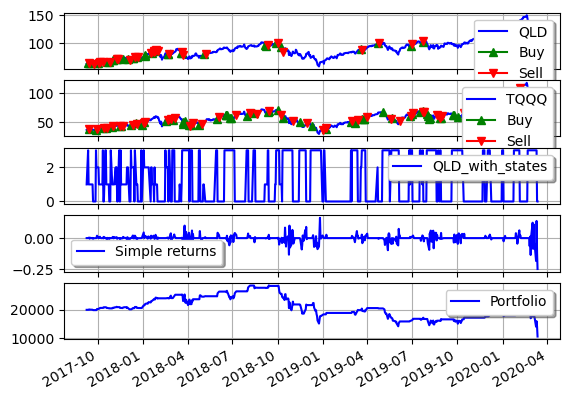 150
100
QLD
Buy
Sell
100
50
TQQQ
Buy
Sell
2
0
QLD_with_states
0.00
−0.25
Simple returns
20000
10000
Portfolio
2017-10
2018-01
2018-04
2018-07
2018-10
2019-01
2019-04
2019-07
2019-10
2020-01
2020-04